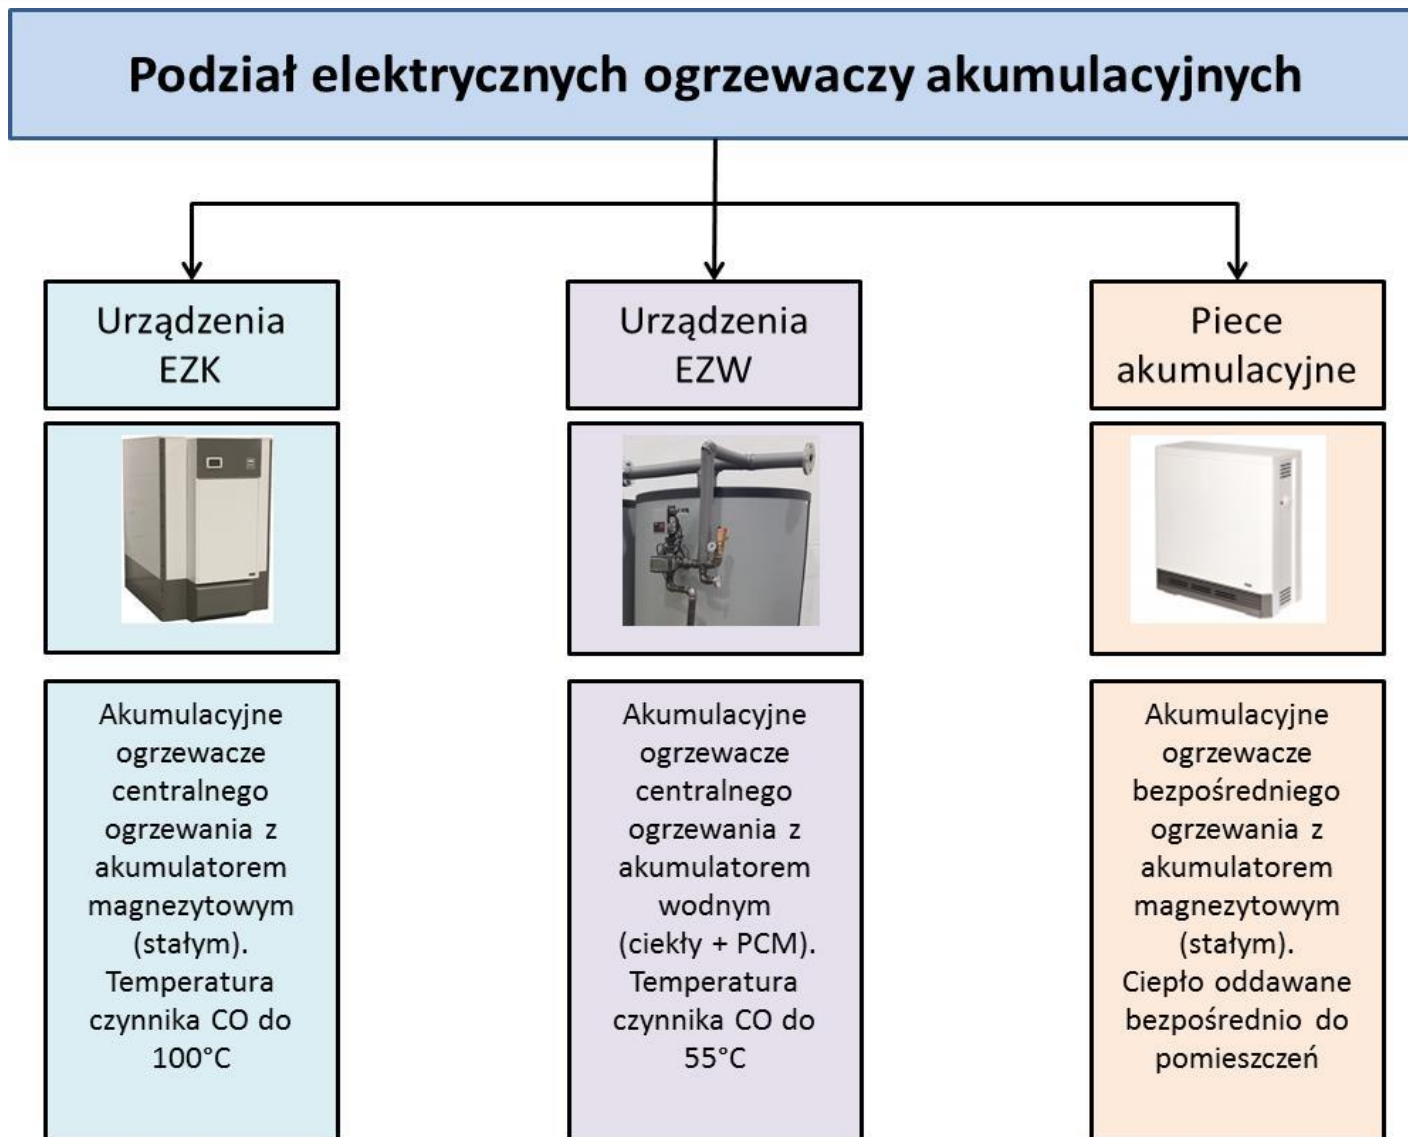 Podział elektrycznych ogrzewaczy akumulacyjnych
Urządzenia
EZK
Urządzenia
EZW
Piece
akumulacyjne
Akumulacyjne
ogrzewacze
centralnego
ogrzewania z
akumulatorem
magnezytowym
(stałym).
Temperatura
czynnika CO do
100°C
Akumulacyjne
ogrzewacze
centralnego
ogrzewania z
akumulatorem
wodnym
(ciekły + PCM).
Temperatura
czynnika CO do
55°C
Akumulacyjne
ogrzewacze
bezpośredniego
ogrzewania z
akumulatorem
magnezytowym
(stałym).
Ciepło oddawane
bezpośrednio do
pomieszczeń